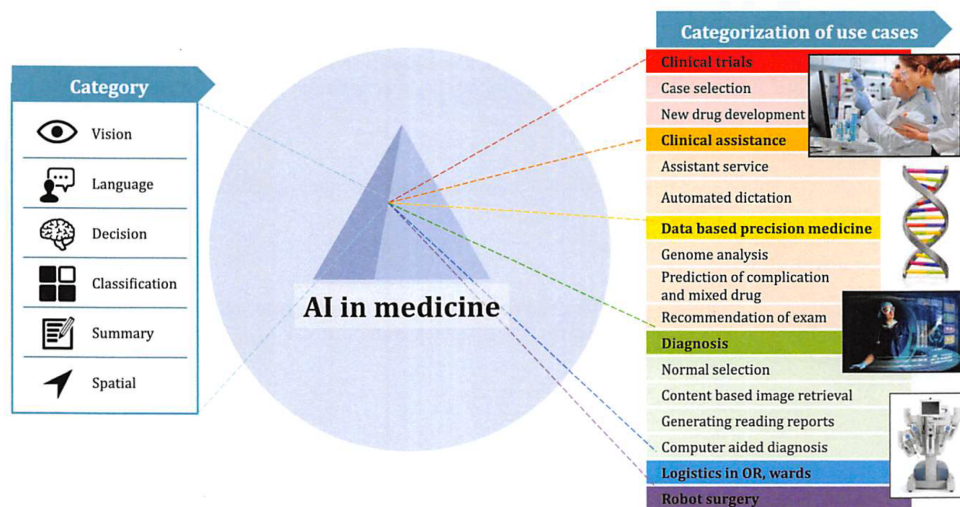 Category
Vision
Language
Decision
Classification
Summary
Spatial
AI in medicine
Categorization of use cases
Clinical trials
Case selection
New drug development
Clinical assistance
Assistant service
Automated dictation
Data based precision medicine
Genome analysis
Prediction of complication
and mixed drug
Recommendation of exam
Diagnosis
Normal selection
Content based image retrieval
Generating reading reports
Computer aided diagnosis
Logistics in OR, wards
Robot surgery